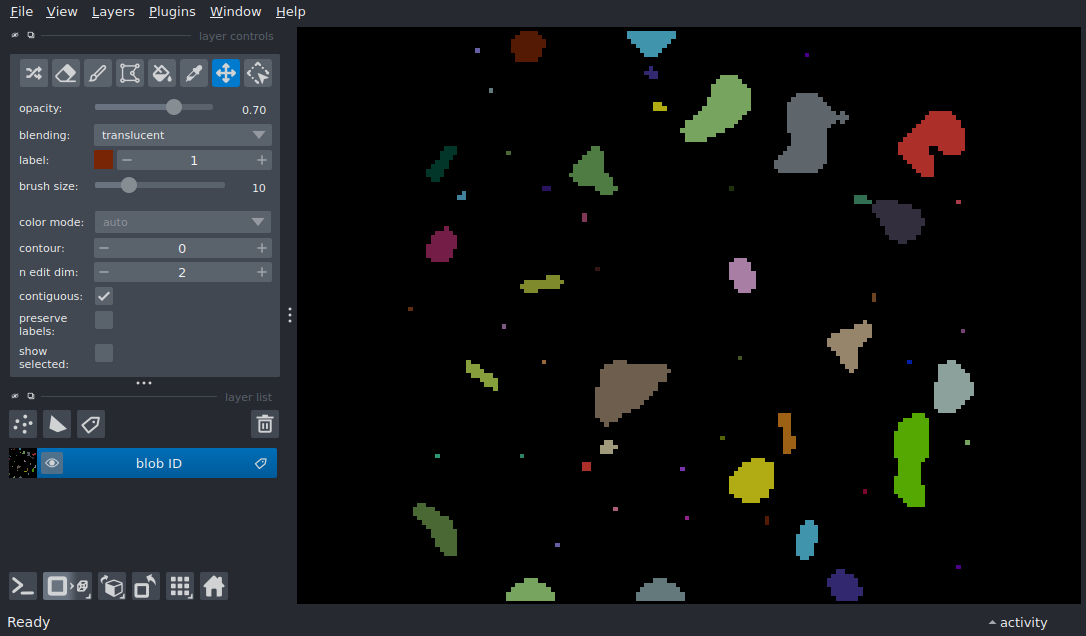 File View Layers Plugins Window Help
layer controls
opacity: 0.70
blending: translucent
label: 1
brush size: 10
color mode: auto
contour: 0
n edit dim: 2
contiguous:
preserve
labels:
show
selected:
layer list
blob ID
Ready
activity